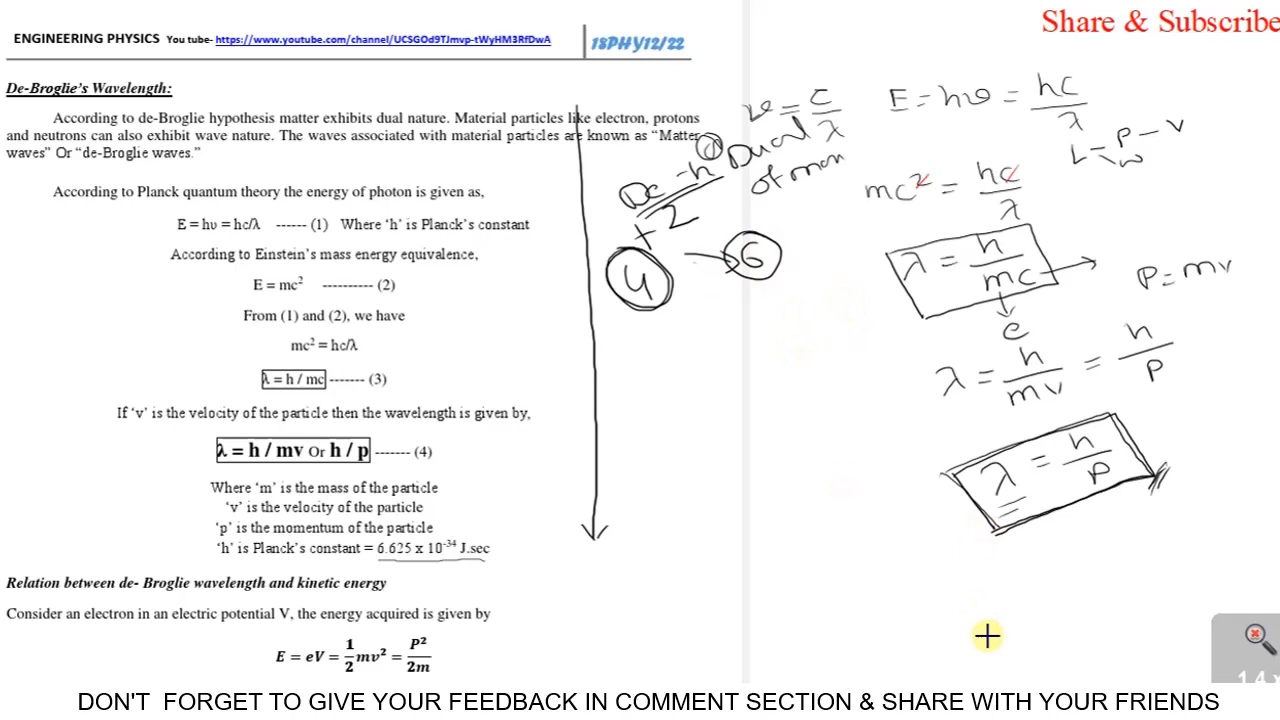 Share & Subscribe
ENGINEERING PHYSICS You tube- https://www.youtube.com/channel/UCSGOd9TJmvp-tWyHM3RfDwA
18PHY12/22
De-Broglie's Wavelength:
According to de-Broglie hypothesis matter exhibits dual nature. Material particles like electron, protons
and neutrons can also exhibit wave nature. The waves associated with material particles are known as "Matter
waves" Or "de-Broglie waves."
According to Planck quantum theory the energy of photon is given as,
E = hυ = hc/λ ------ (1) Where 'h' is Planck's constant
According to Einstein's mass energy equivalence,
E = mc² ---------- (2)
From (1) and (2), we have
mc² = hc/λ
λ = h / mc ------- (3)
If 'v' is the velocity of the particle then the wavelength is given by,
λ = h / mv Or h / p ------- (4)
Where 'm' is the mass of the particle
'v' is the velocity of the particle
'p' is the momentum of the particle
'h' is Planck's constant = 6.625 x 10⁻³⁴ J.sec
Relation between de- Broglie wavelength and kinetic energy
Consider an electron in an electric potential V, the energy acquired is given by
E = eV = 1/2 mv² = P²/2m
ν = c/λ
De -h
Dual
of
+2
4 → 6
E = hυ = hc/λ
L - P - V
w
mc² = hc/λ
λ = h/mc
e
P = mv
λ = h/mv = h/P
λ = h/P
1.4 x
DON'T FORGET TO GIVE YOUR FEEDBACK IN COMMENT SECTION & SHARE WITH YOUR FRIENDS